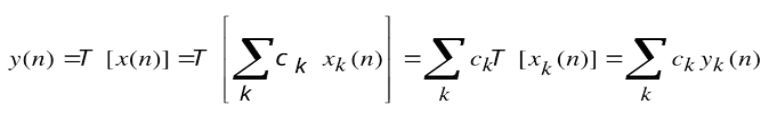 y(n) = T [x(n)] = T [∑_k c_k x_k(n)] = ∑_k c_k T [x_k(n)] = ∑_k c_k y_k(n)